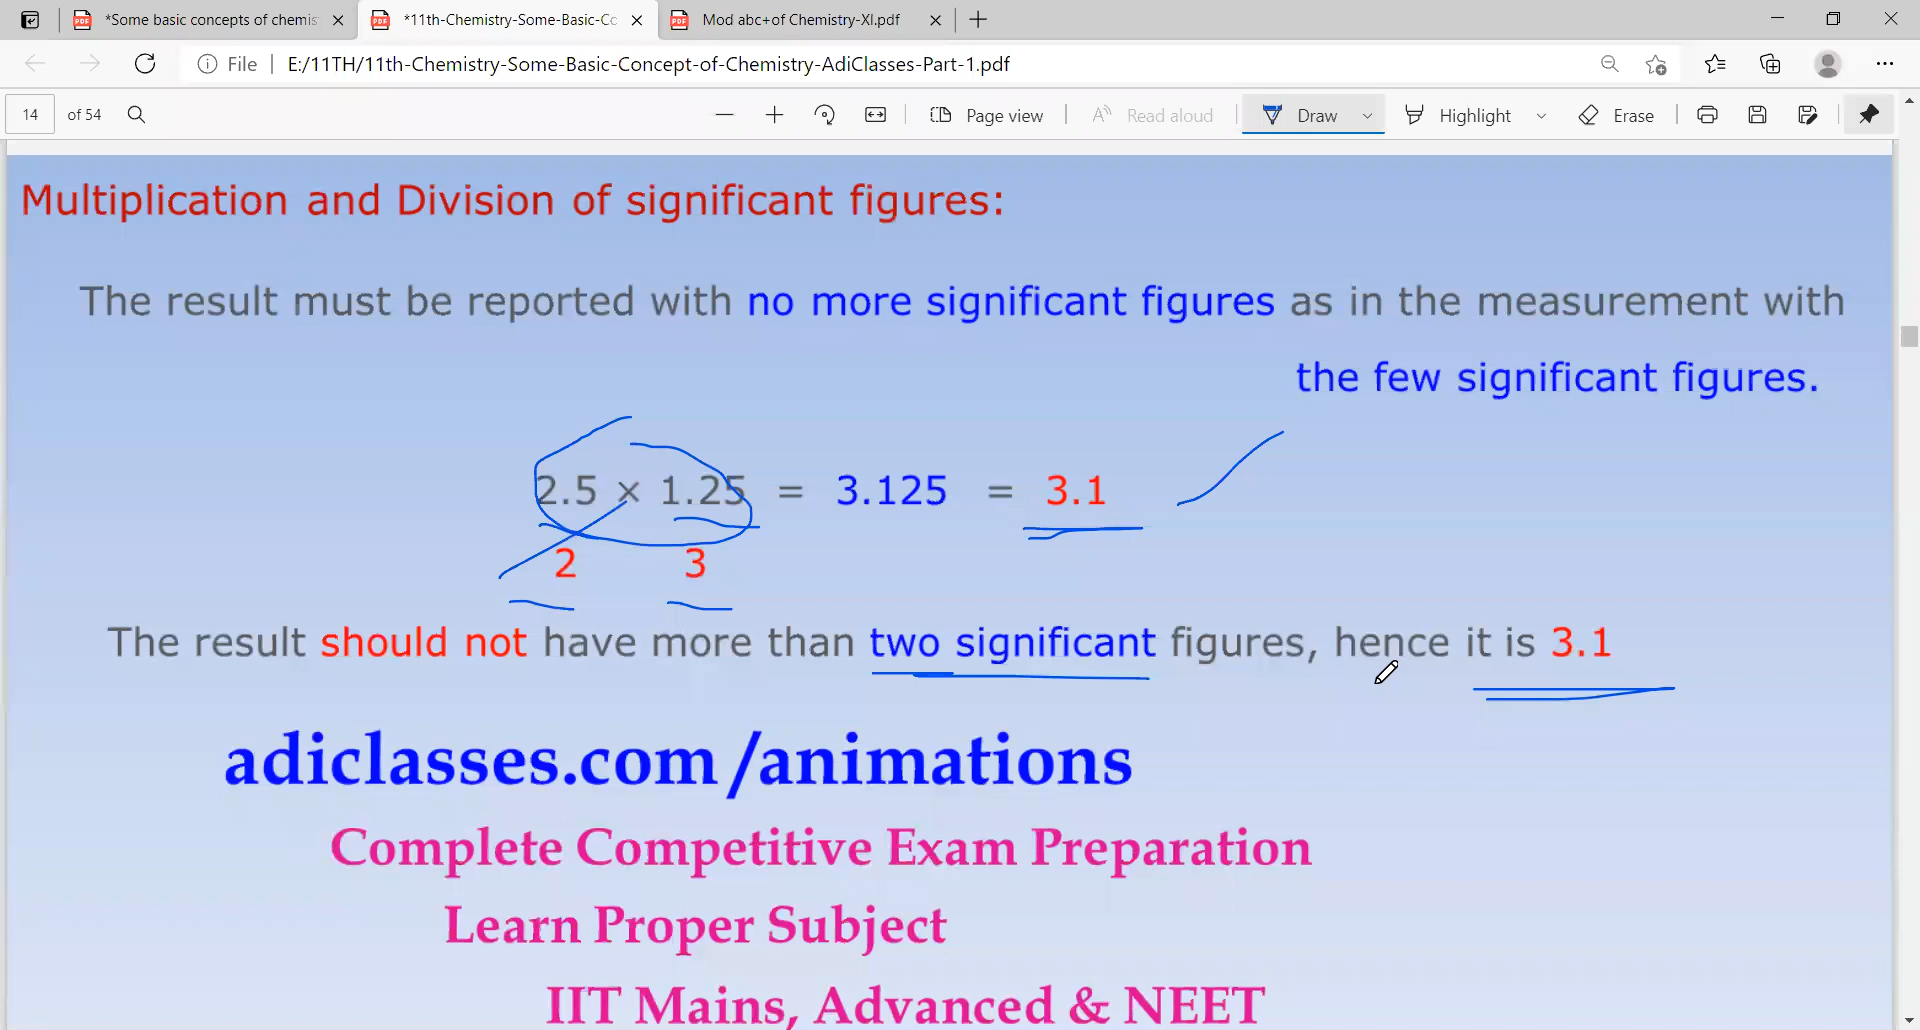 *Some basic concepts of chemis
*11th-Chemistry-Some-Basic-Co
Mod abc+of Chemistry-XI.pdf
File
E:/11TH/11th-Chemistry-Some-Basic-Concept-of-Chemistry-AdiClasses-Part-1.pdf
14 of 54
Page view
Read aloud
Draw
Highlight
Erase
Multiplication and Division of significant figures:
The result must be reported with no more significant figures as in the measurement with
the few significant figures.
2.5 × 1.25 = 3.125 = 3.1
2 3
The result should not have more than two significant figures, hence it is 3.1
adiclasses.com/animations
Complete Competitive Exam Preparation
Learn Proper Subject
IIT Mains, Advanced & NEET